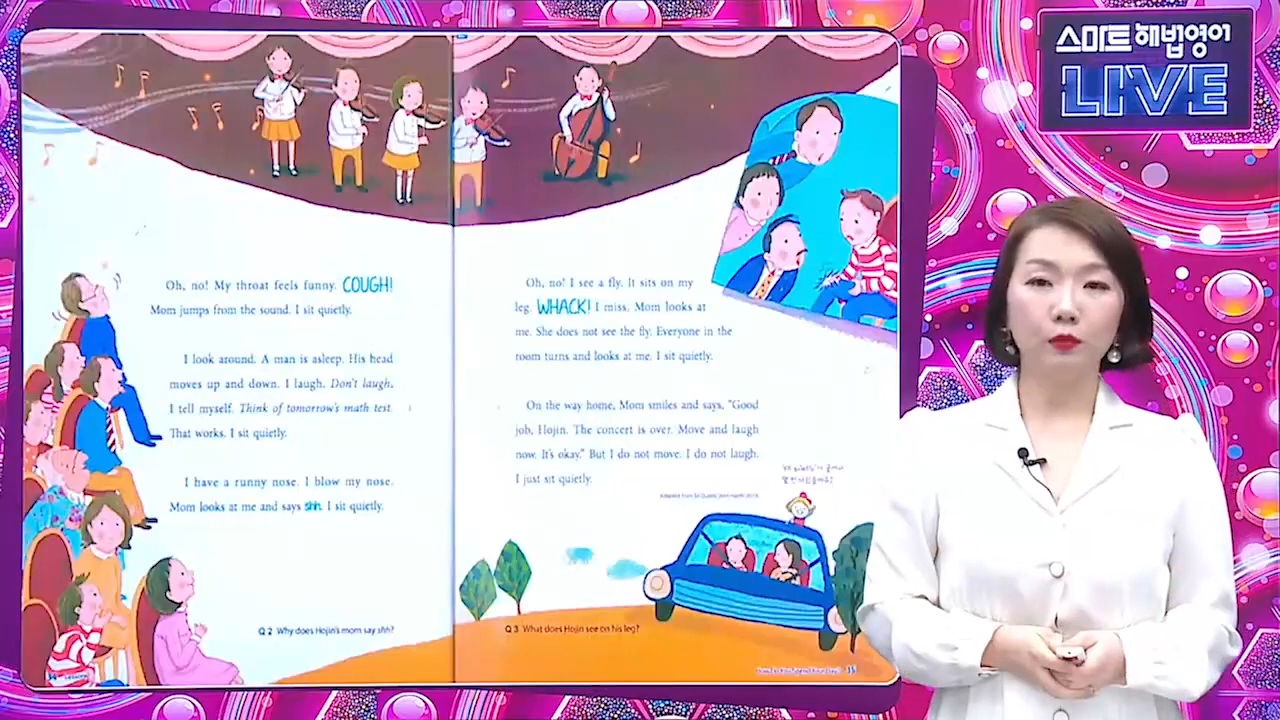 스마트해법영어
LIVE
Oh, no! My throat feels funny. COUGH!
Mom jumps from the sound. I sit quietly.
I look around. A man is asleep. His head
moves up and down. I laugh. Don't laugh,
I tell myself. Think of tomorrow's math test.
That works. I sit quietly.
I have a runny nose. I blow my nose.
Mom looks at me and says shh. I sit quietly.
Q 2 Why does Hojin's mom say shh?
Oh, no! I see a fly. It sits on my
leg. WHACK! I miss. Mom looks at
me. She does not see the fly. Everyone in the
room turns and looks at me. I sit quietly.
On the way home, Mom smiles and says, "Good
job, Hojin. The concert is over. Move and laugh
now. It's okay." But I do not move. I do not laugh.
I just sit quietly.
Adapted from
Q 3 What does Hojin see on his leg?